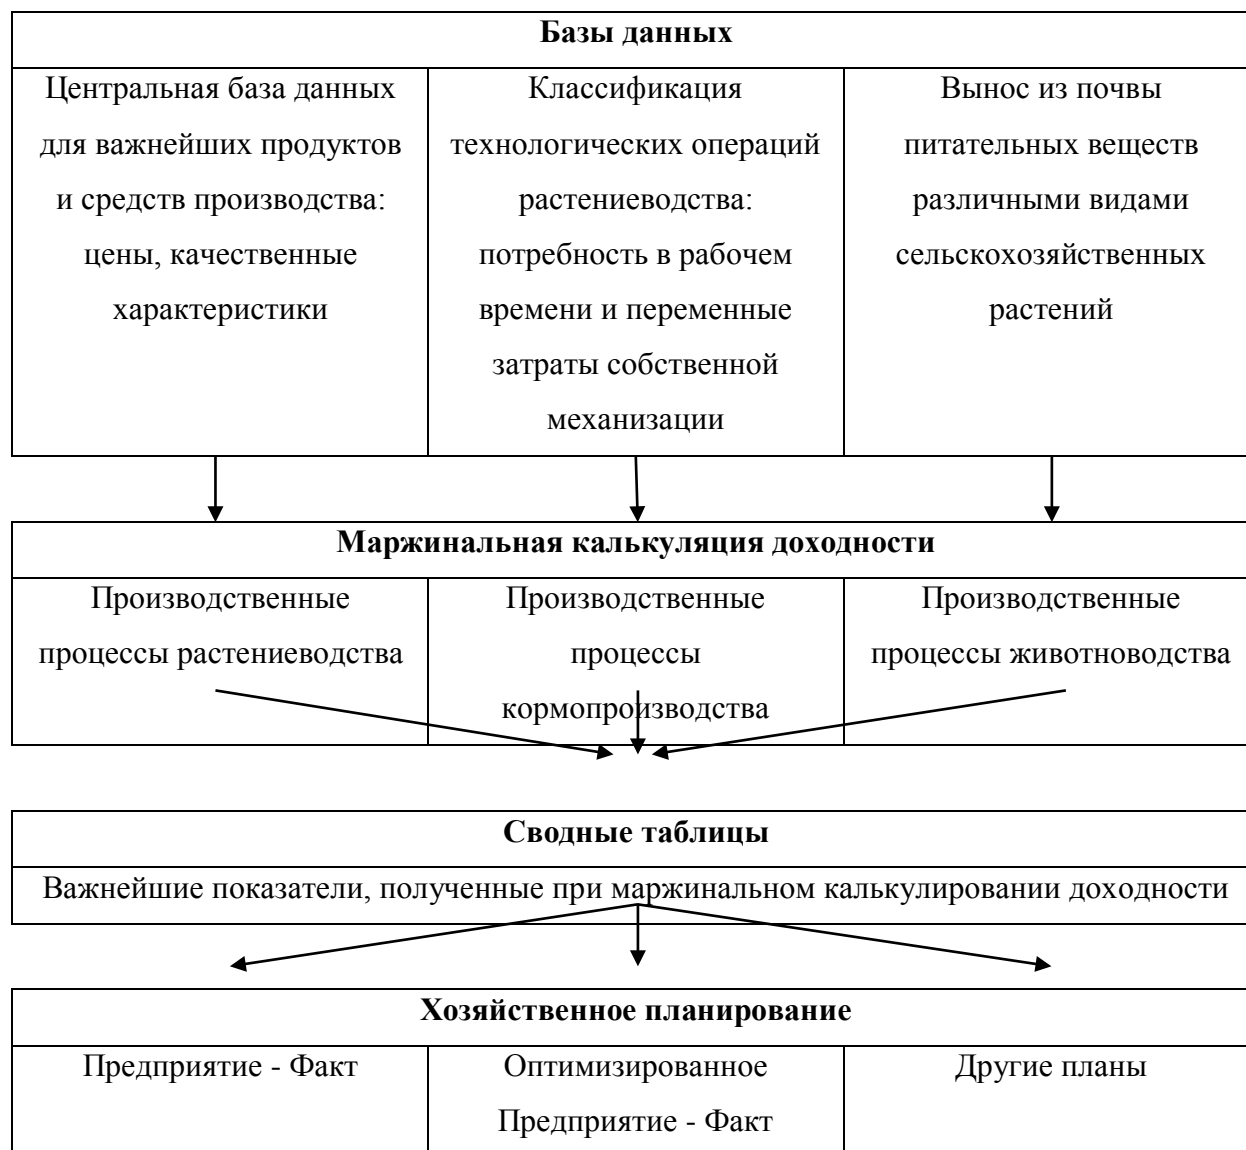 Базы данных
Центральная база данных
для важнейших продуктов
и средств производства:
цены, качественные
характеристики
Классификация
технологических операций
растениеводства:
потребность в рабочем
времени и переменные
затраты собственной
механизации
Вынос из почвы
питательных веществ
различными видами
сельскохозяйственных
растений
Маржинальная калькуляция доходности
Производственные
процессы растениеводства
Производственные
процессы
кормопроизводства
Производственные
процессы животноводства
Сводные таблицы
Важнейшие показатели, полученные при маржинальном калькулировании доходности
Хозяйственное планирование
Предприятие - Факт
Оптимизированное
Предприятие - Факт
Другие планы